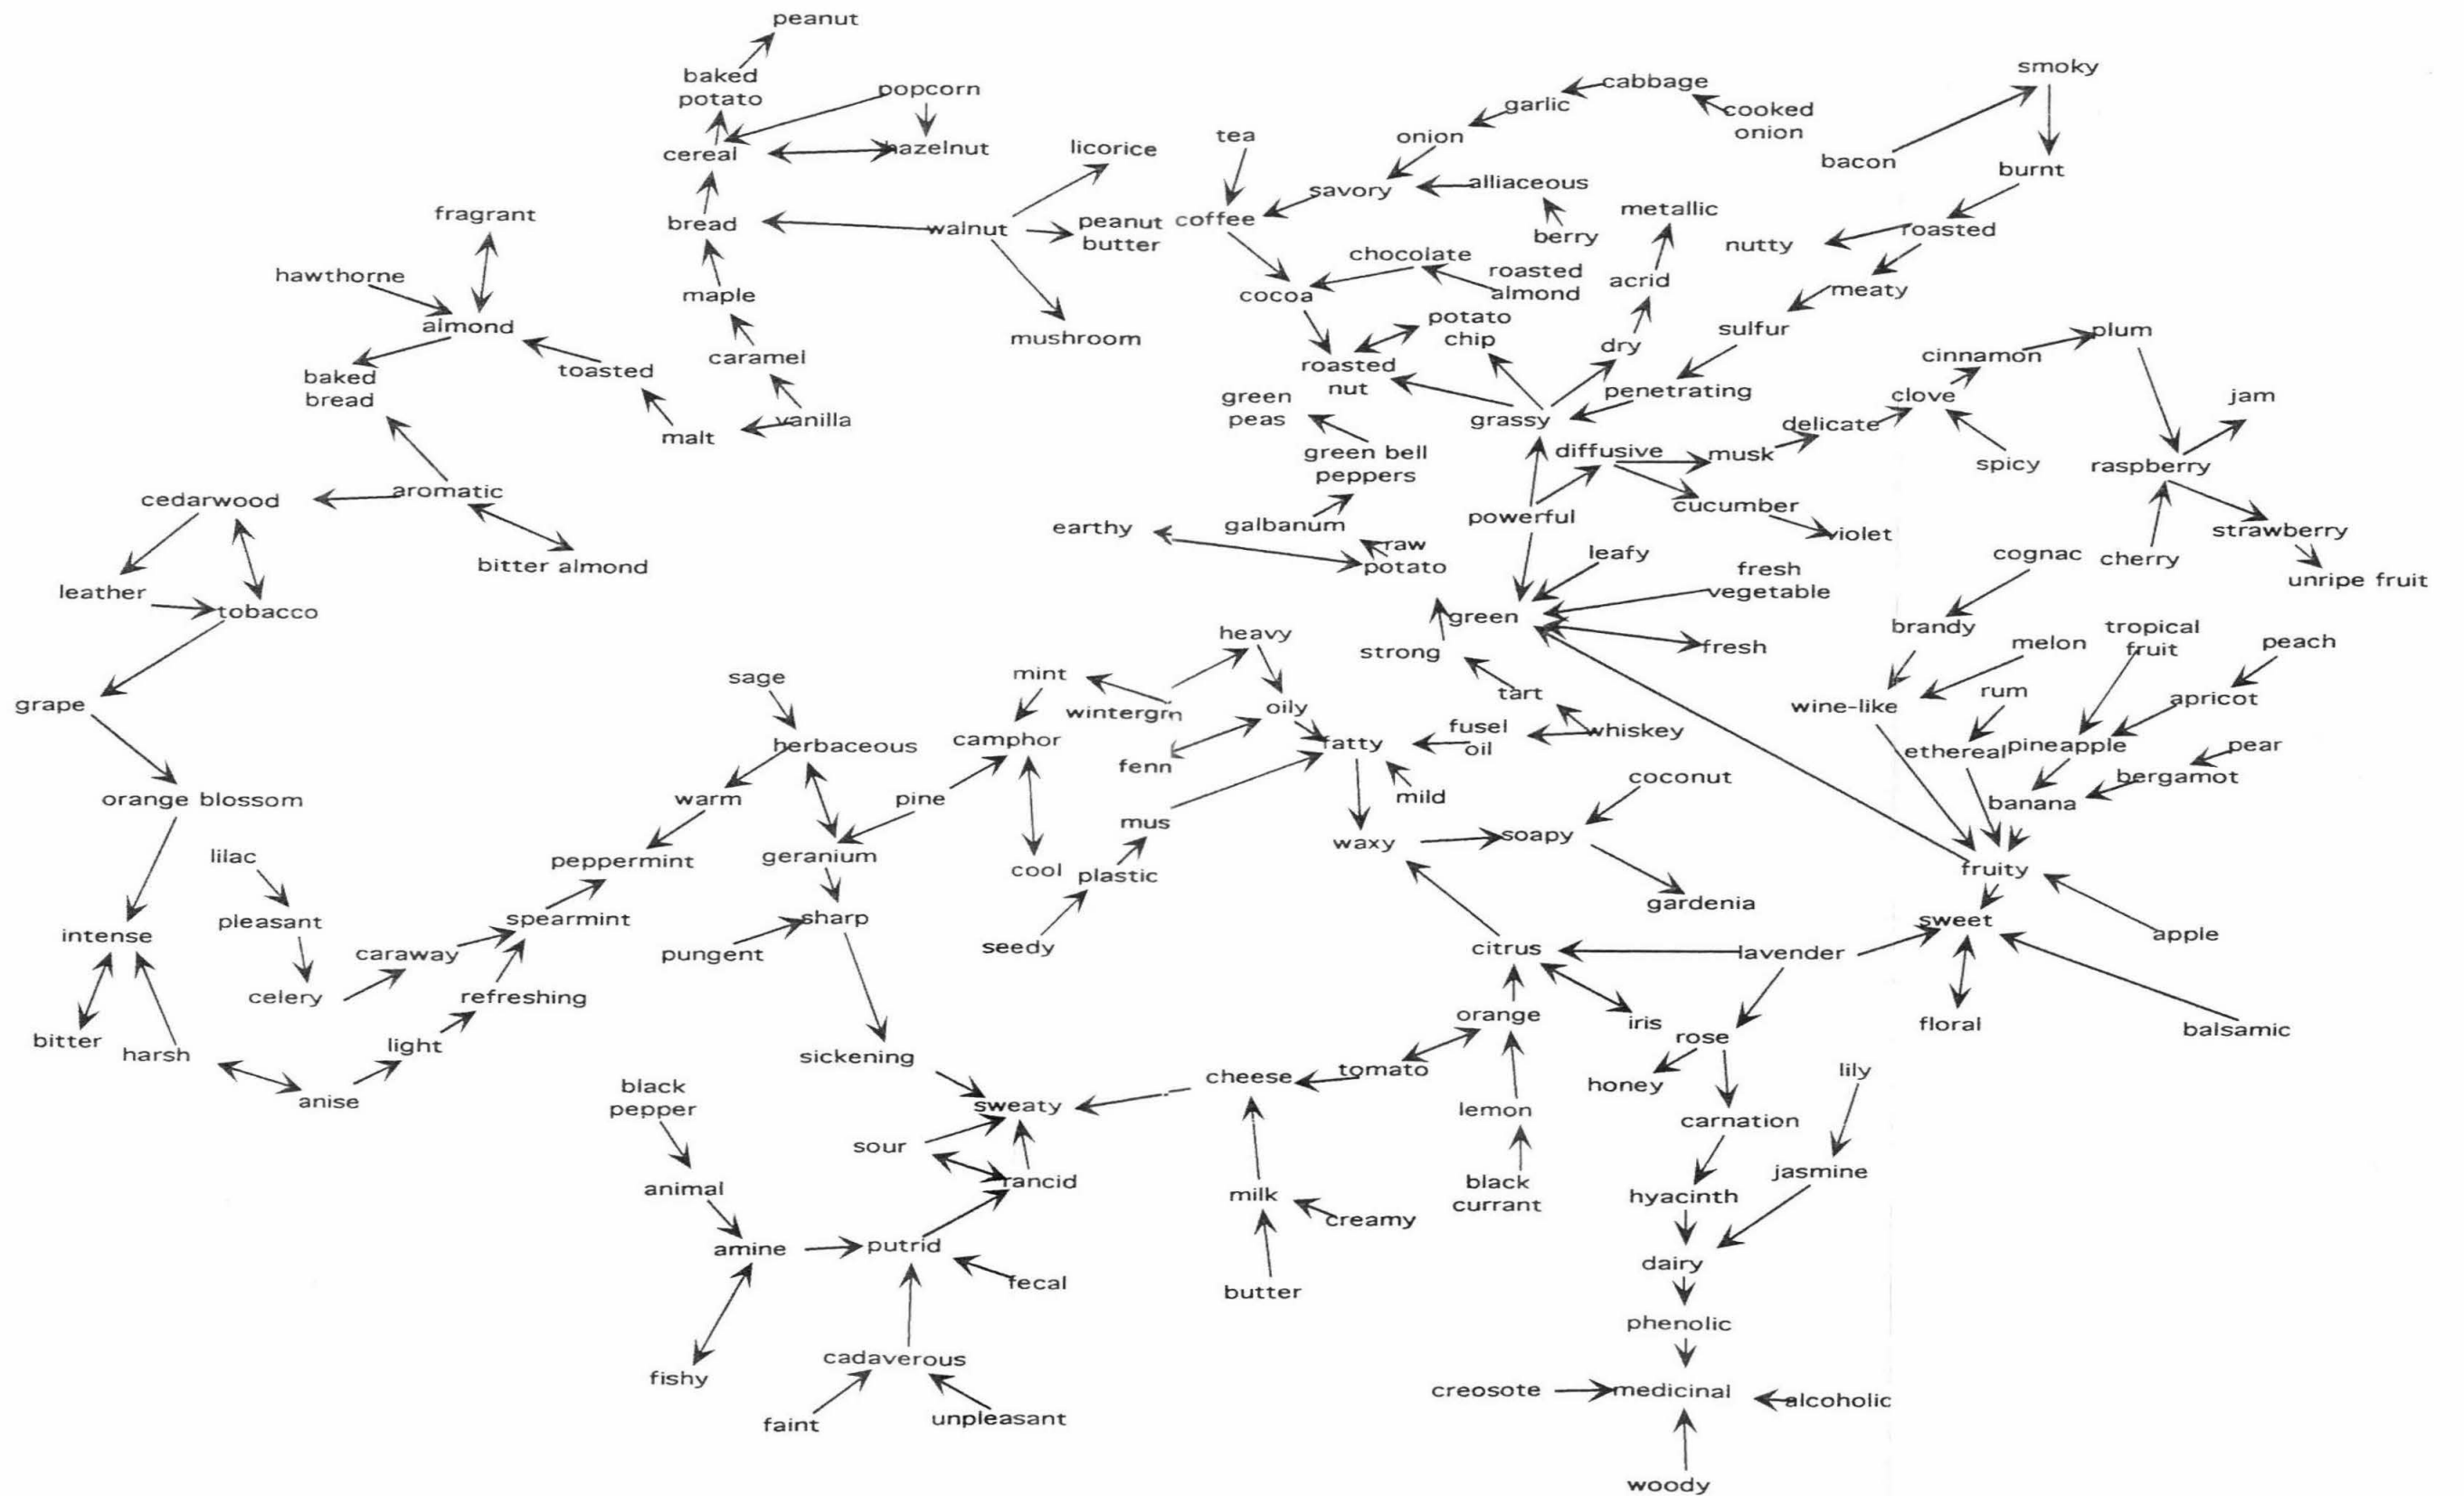 peanut
baked
potato
popcorn
cereal
hazelnut
bread
walnut
licorice
peanut
butter
mushroom
maple
caramel
vanilla
malt
toasted
fragrant
hawthorne
almond
baked
bread
aromatic
cedarwood
bitter almond
leather
tobacco
grape
orange blossom
intense
bitter
harsh
anise
light
refreshing
lilac
pleasant
celery
caraway
spearmint
peppermint
warm
herbaceous
sage
geranium
pine
sharp
pungent
sickening
camphor
mint
wintergrn
cool
heavy
oily
fenn
fatty
mus
plastic
seedy
mild
fusel
oil
whiskey
tart
strong
green
waxy
soapy
coconut
gardenia
citrus
lavender
iris
orange
tomato
lemon
black
currant
cheese
milk
creamy
butter
sweaty
sour
rancid
putrid
fecal
cadaverous
faint
unpleasant
amine
animal
black
pepper
fishy
tea
coffee
savory
onion
garlic
cabbage
cooked
onion
alliaceous
berry
cocoa
chocolate
roasted
almond
potato
chip
roasted
nut
green
peas
green bell
peppers
galbanum
raw
potato
earthy
grassy
dry
acrid
metallic
penetrating
sulfur
meaty
nutty
roasted
burnt
smoky
bacon
powerful
diffusive
musk
cucumber
violet
delicate
clove
spicy
cinnamon
plum
raspberry
jam
cherry
strawberry
unripe fruit
leafy
fresh
vegetable
fresh
cognac
brandy
melon
wine-like
rum
ethereal
tropical
fruit
peach
apricot
pineapple
pear
bergamot
banana
fruity
apple
sweet
floral
balsamic
rose
honey
carnation
hyacinth
lily
jasmine
dairy
phenolic
creosote
medicinal
alcoholic
woody